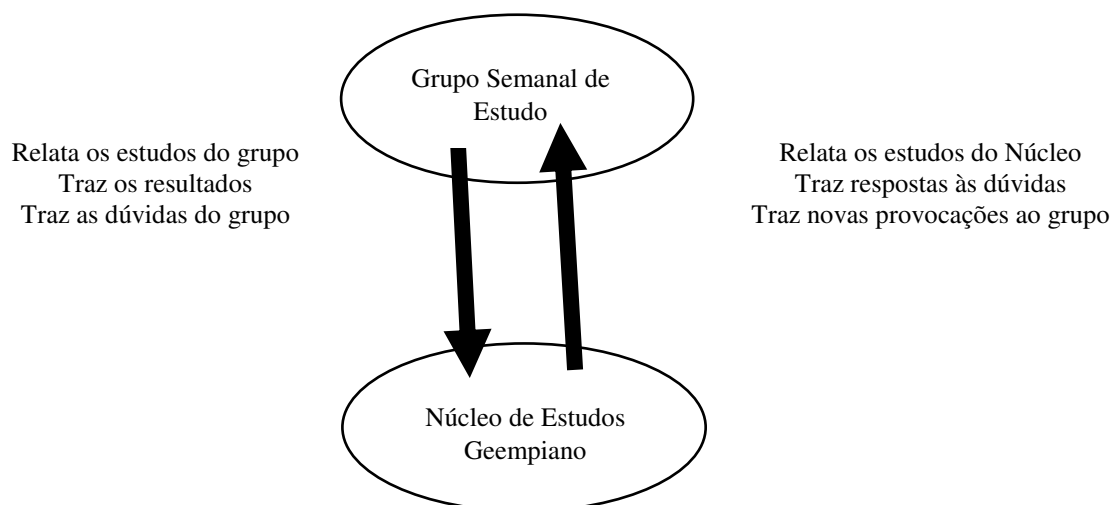 Grupo Semanal de
Estudo
Relata os estudos do grupo
Traz os resultados
Traz as dúvidas do grupo
Relata os estudos do Núcleo
Traz respostas às dúvidas
Traz novas provocações ao grupo
Núcleo de Estudos
Geempiano